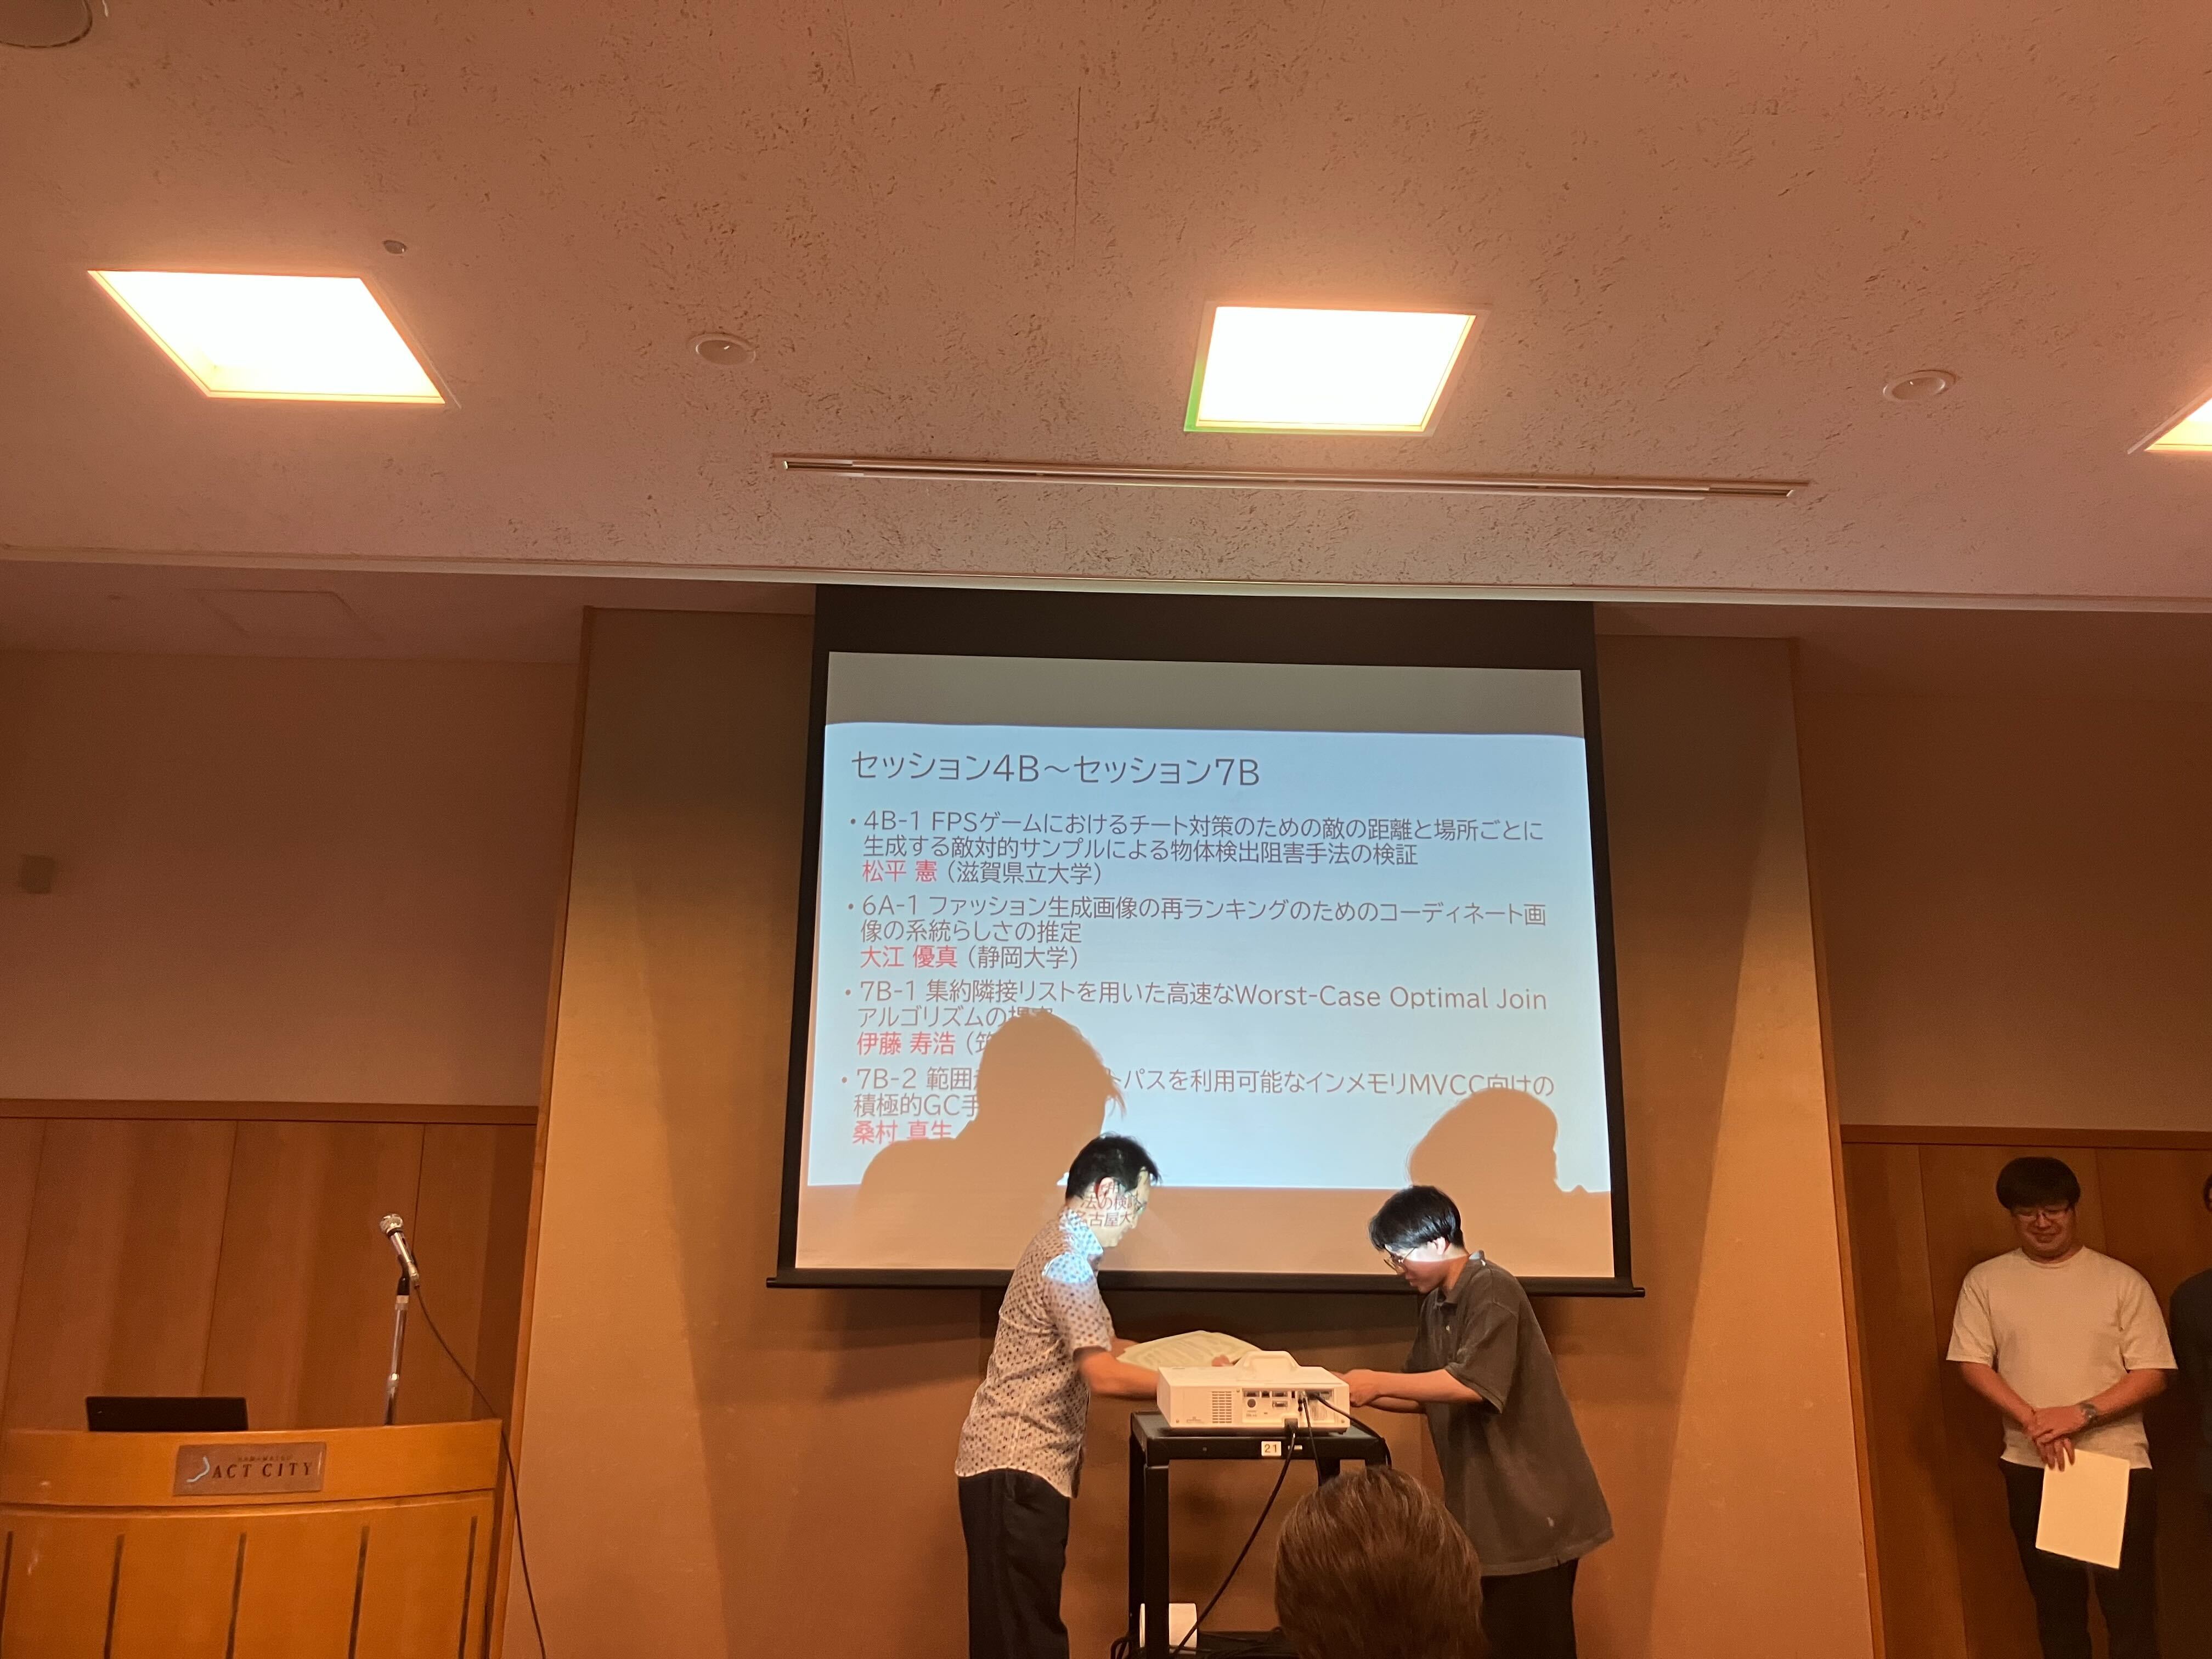 セッション4B～セッション7B
・4B-1 FPSゲームにおけるチート対策のための敵の距離と場所ごとに
生成する敵対的サンプルによる物体検出阻害手法の検証
松平 憲（滋賀県立大学）
・6A-1 ファッション生成画像の再ランキングのためのコーディネート画
像の系統らしさの推定
大江 優真（静岡大学）
・7B-1 集約隣接リストを用いた高速なWorst-Case Optimal Join
アルゴリズムの
伊藤 寿浩（
・7B-2 範囲 トパスを利用可能なインメモリMVCC向けの
積極的GC手
桑村 真生
法の検
古屋大
ACT CITY
21